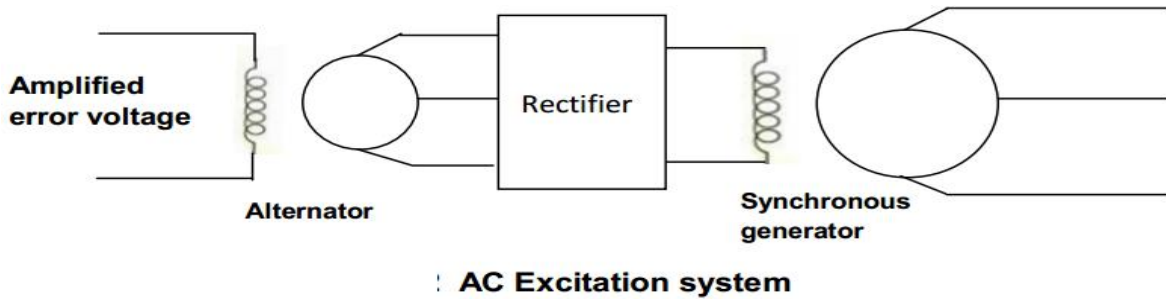 Amplified
error voltage
Rectifier
Alternator
Synchronous
generator
: AC Excitation system